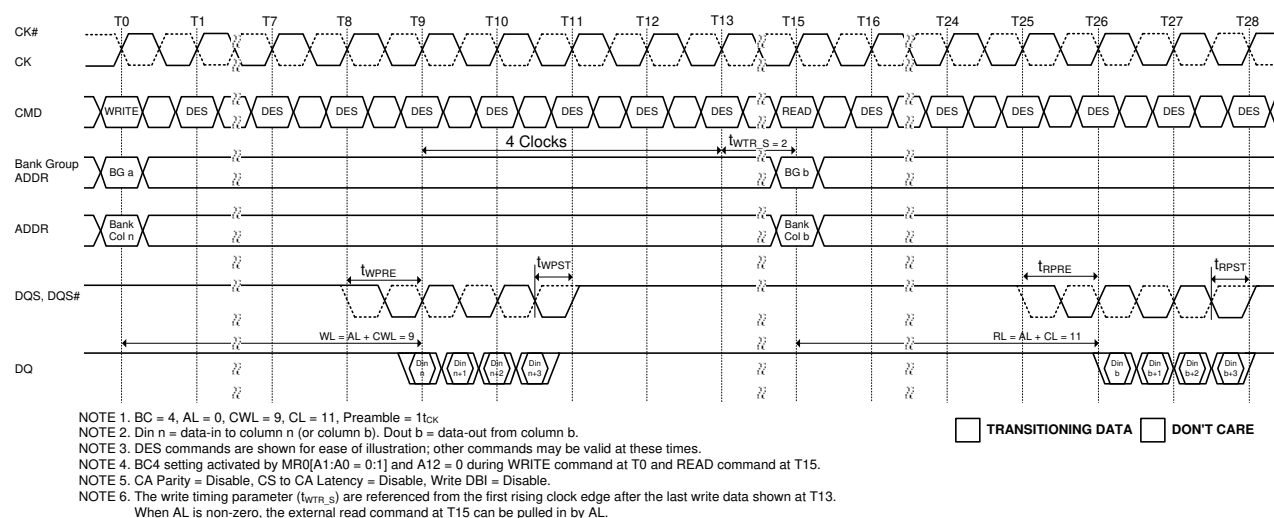 T0 T1 T7 T8 T9 T10 T11 T12 T13 T15 T16 T24 T25 T26 T27 T28
CK#
CK
CMD WRITE DES DES DES DES DES DES DES DES READ DES DES DES DES DES DES
4 Clocks tWTR_S = 2
Bank Group
ADDR
BG a BG b
ADDR
Bank
Col n
Bank
Col b
tWPRE tWPST tRPRE tRPST
DQS, DQS#
WL = AL + CWL = 9 RL = AL + CL = 11
DQ
Din
n
Din
n+1
Din
n+2
Din
n+3
Din
b
Din
b+1
Din
b+2
Din
b+3
NOTE 1. BC = 4, AL = 0, CWL = 9, CL = 11, Preamble = 1tCK
NOTE 2. Din n = data-in to column n (or column b). Dout b = data-out from column b.
NOTE 3. DES commands are shown for ease of illustration; other commands may be valid at these times.
NOTE 4. BC4 setting activated by MR0[A1:A0 = 0:1] and A12 = 0 during WRITE command at T0 and READ command at T15.
NOTE 5. CA Parity = Disable, CS to CA Latency = Disable, Write DBI = Disable.
NOTE 6. The write timing parameter (tWTR_S) are referenced from the first rising clock edge after the last write data shown at T13.
When AL is non-zero, the external read command at T15 can be pulled in by AL.
TRANSITIONING DATA DON'T CARE